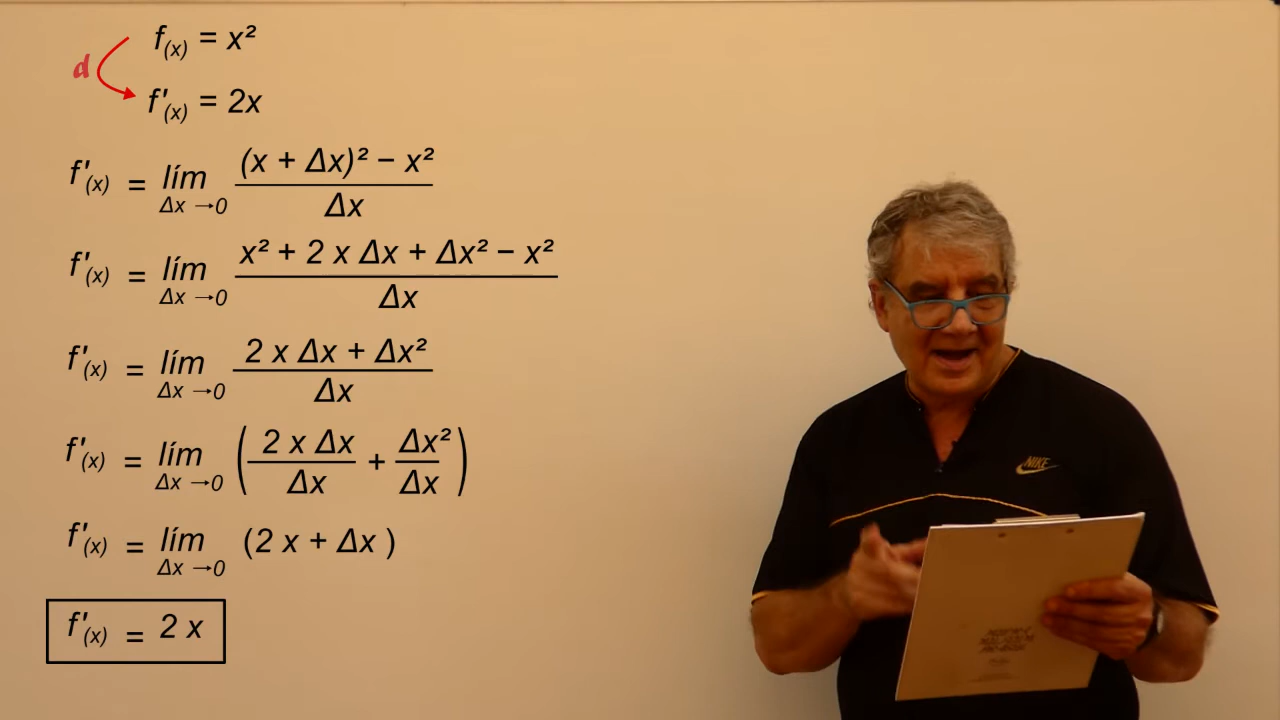 f(x) = x²
d
f'(x) = 2x
f'(x) = lím Δx →0 (x + Δx)² − x² / Δx
f'(x) = lím Δx →0 x² + 2 x Δx + Δx² − x² / Δx
f'(x) = lím Δx →0 2 x Δx + Δx² / Δx
f'(x) = lím Δx →0 ( 2 x Δx / Δx + Δx² / Δx )
f'(x) = lím Δx →0 (2 x + Δx )
f'(x) = 2 x
NIKE